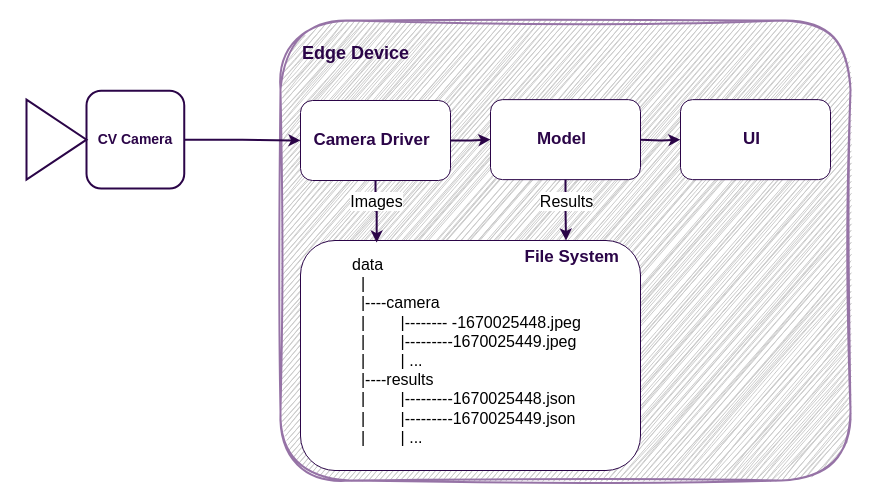 Edge Device
CV Camera
Camera Driver
Model
UI
Images
Results
File System
data
|
|----camera
|        |-------- -1670025448.jpeg
|        |---------1670025449.jpeg
|        | ...
|----results
|        |---------1670025448.json
|        |---------1670025449.json
|        | ...